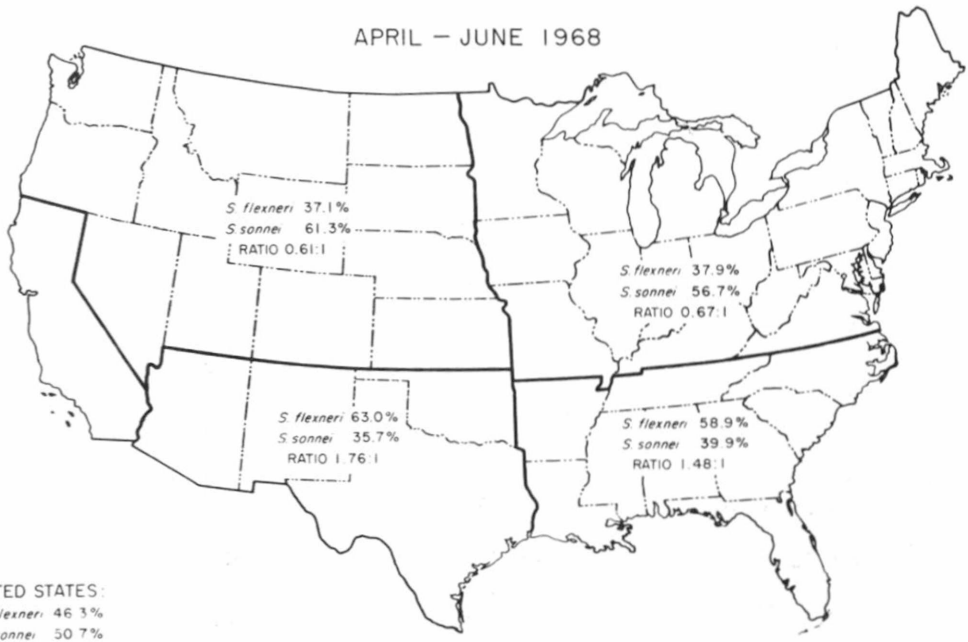 APRIL – JUNE 1968
S. flexneri 37.1%
S. sonnei 61.3%
RATIO 0.61:1
S. flexneri 37.9%
S. sonnei 56.7%
RATIO 0.67:1
S. flexneri 63.0%
S. sonnei 35.7%
RATIO 1.76:1
S. flexneri 58.9%
S. sonnei 39.9%
RATIO 1.48:1
TED STATES:
lexneri 46.3%
onnei 50.7%